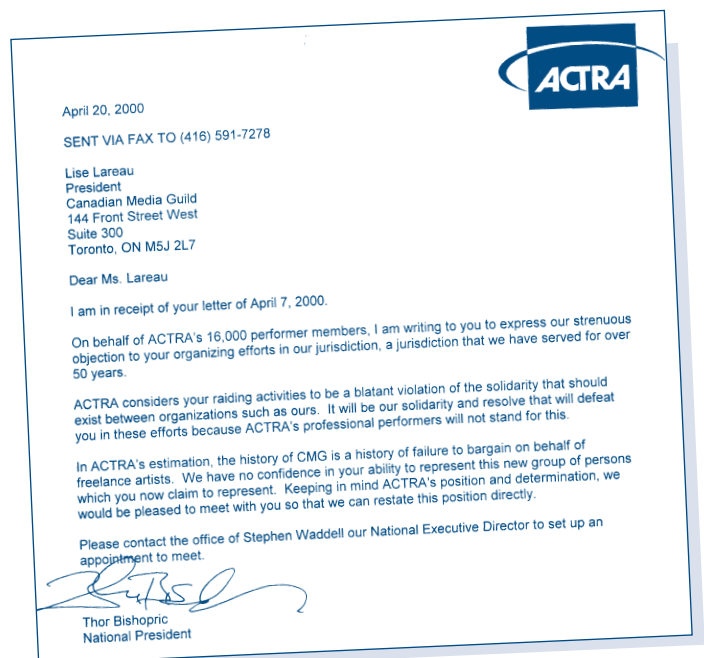 ACTRA
April 20, 2000
SENT VIA FAX TO (416) 591-7278
Lise Lareau
President
Canadian Media Guild
144 Front Street West
Suite 300
Toronto, ON M5J 2L7
Dear Ms. Lareau
I am in receipt of your letter of April 7, 2000.
On behalf of ACTRA's 16,000 performer members, I am writing to you to express our strenuous
objection to your organizing efforts in our jurisdiction, a jurisdiction that we have served for over
50 years.
ACTRA considers your raiding activities to be a blatant violation of the solidarity that should
exist between organizations such as ours. It will be our solidarity and resolve that will defeat
you in these efforts because ACTRA's professional performers will not stand for this.
In ACTRA's estimation, the history of CMG is a history of failure to bargain on behalf of
freelance artists. We have no confidence in your ability to represent this new group of persons
which you now claim to represent. Keeping in mind ACTRA's position and determination, we
would be pleased to meet with you so that we can restate this position directly.
Please contact the office of Stephen Waddell our National Executive Director to set up an
appointment to meet.
Thor Bishopric
National President